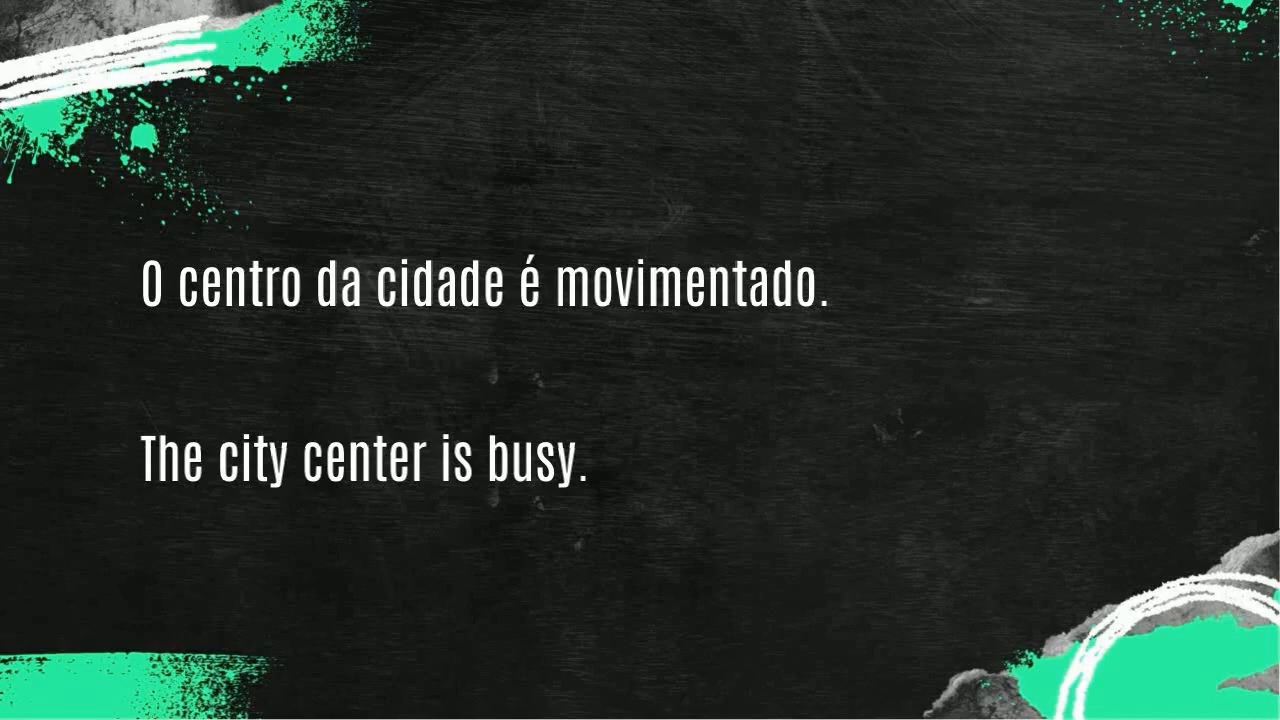 O centro da cidade é movimentado.
The city center is busy.